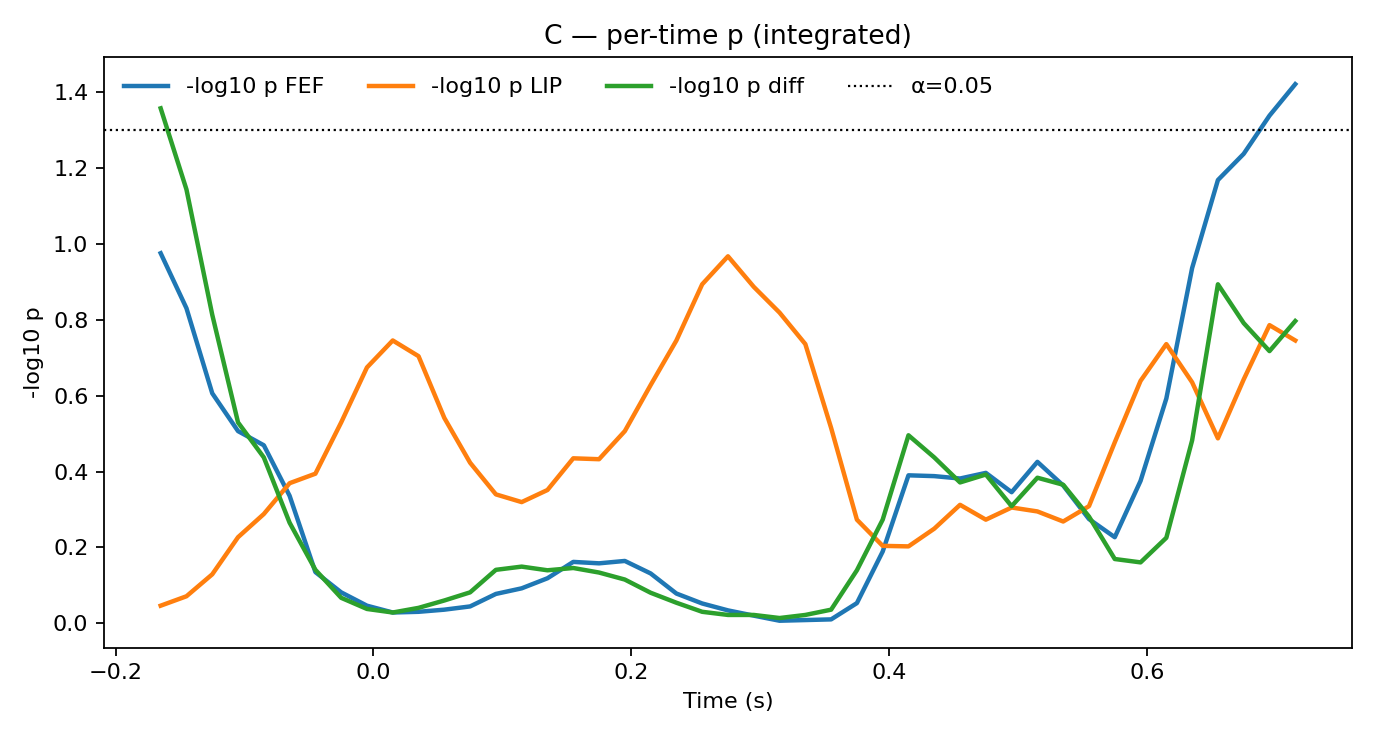 C — per-time p (integrated)
-log10 p FEF
-log10 p LIP
-log10 p diff
α=0.05
-log10 p
1.4
1.2
1.0
0.8
0.6
0.4
0.2
0.0
−0.2
0.0
0.2
0.4
0.6
Time (s)